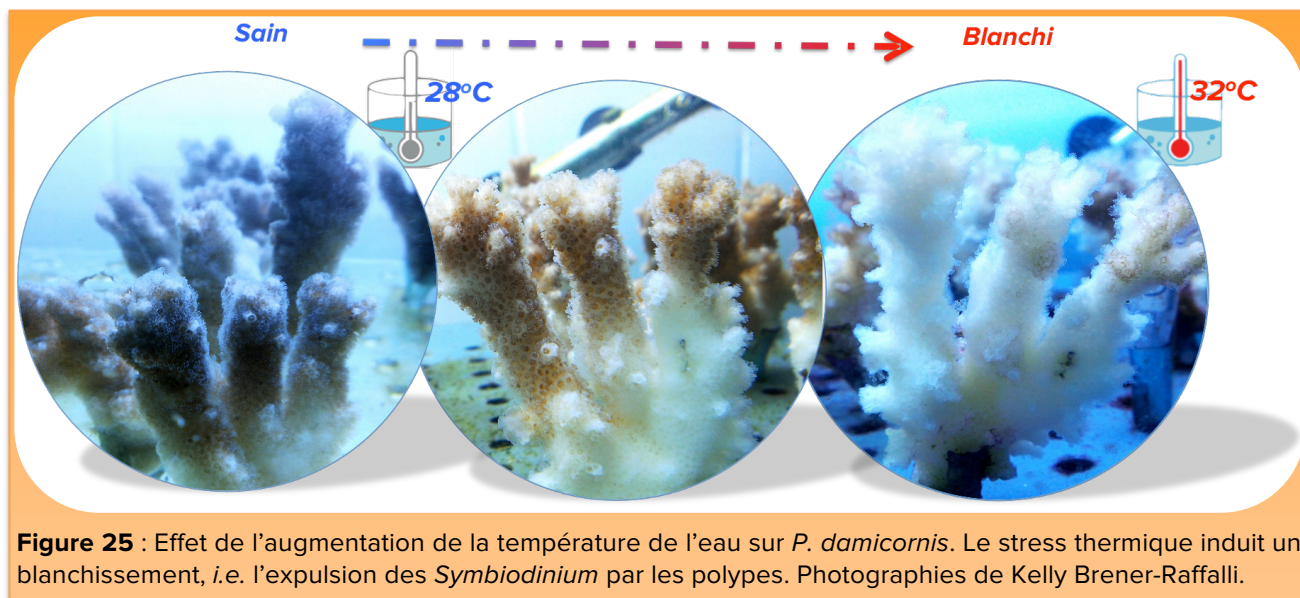 Sain
Blanchi
28°C
32°C
Figure 25 : Effet de l'augmentation de la température de l'eau sur P. damicornis. Le stress thermique induit un
blanchissement, i.e. l'expulsion des Symbiodinium par les polypes. Photographies de Kelly Brener-Raffalli.